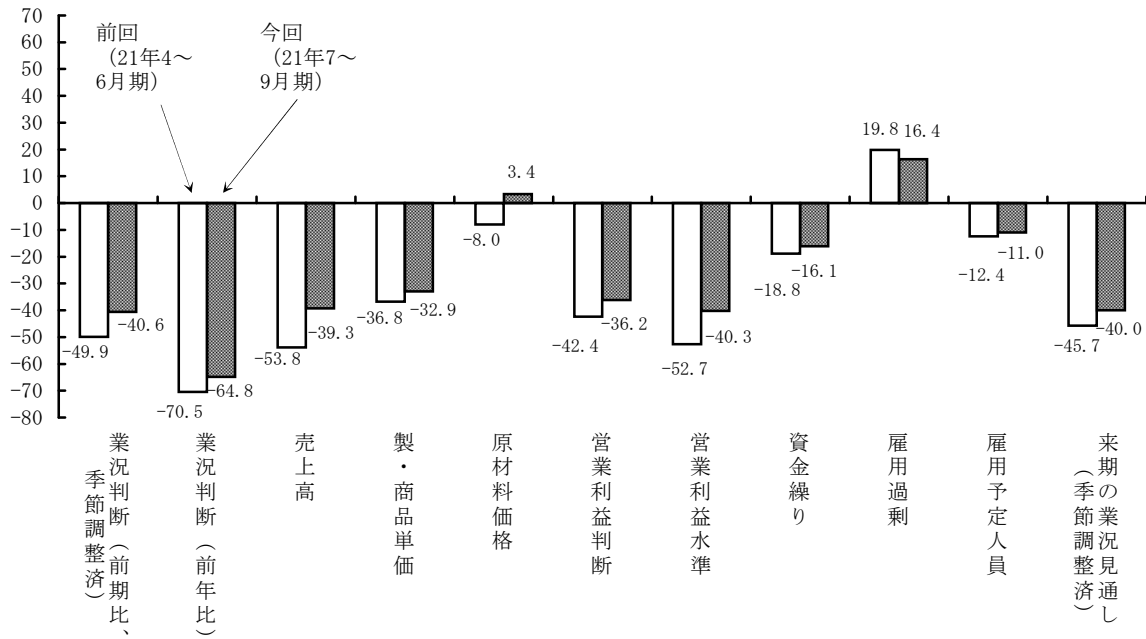 70
60
50
40
30
20
10
0
-10
-20
-30
-40
-50
-60
-70
-80
前回
（21年4～
6月期）
今回
（21年7～
9月期）
-49.9
-40.6
-70.5
-64.8
-53.8
-39.3
-36.8
-32.9
-8.0
3.4
-42.4
-36.2
-52.7
-40.3
-18.8
-16.1
19.8
16.4
-12.4
-11.0
-45.7
-40.0
業況判断（前期比、
季節調整済）
業況判断（前年比）
売上高
製・商品単価
原材料価格
営業利益判断
営業利益水準
資金繰り
雇用過剰
雇用予定人員
来期の業況見通し
（季節調整済）